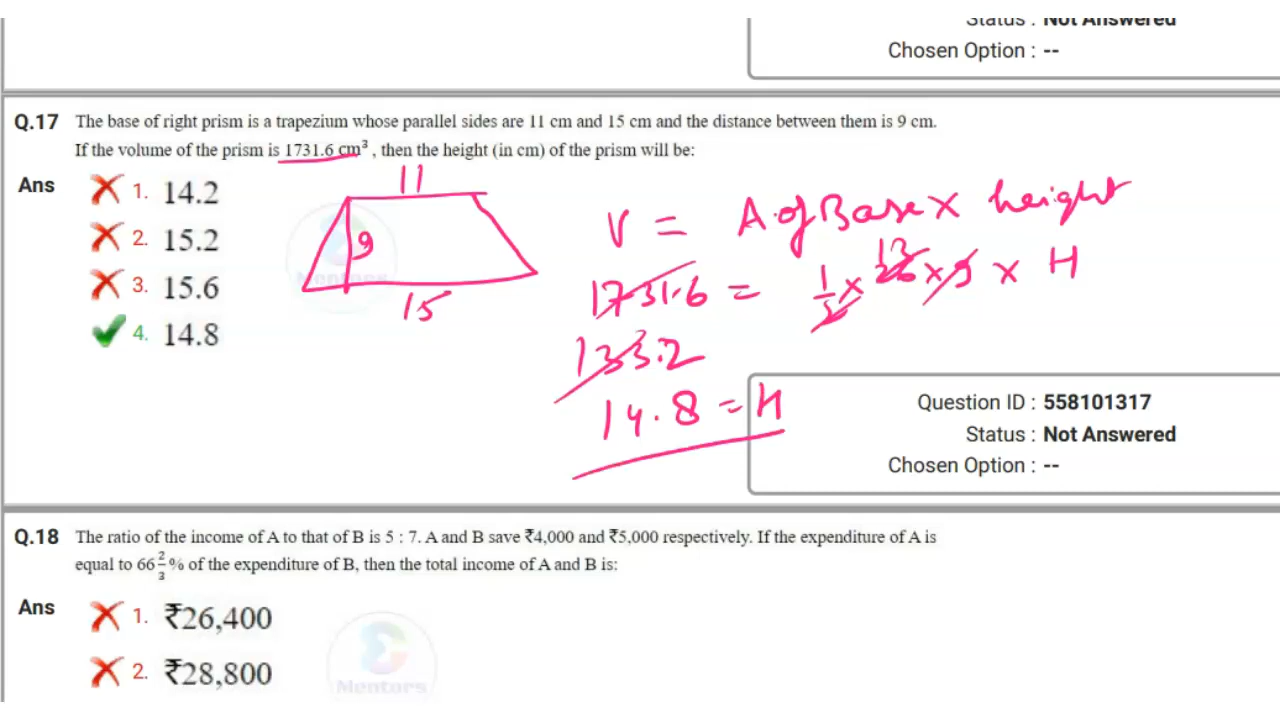 Status : Not Answered
Chosen Option : --
Q.17 The base of right prism is a trapezium whose parallel sides are 11 cm and 15 cm and the distance between them is 9 cm.
If the volume of the prism is 1731.6 cm³ , then the height (in cm) of the prism will be:
Ans
1. 14.2
2. 15.2
3. 15.6
4. 14.8
11
9
15
V = A.of Base × height
1731.6 = 1/2 × 26 × 9 × H
13
133.2
14.8 = H
Question ID : 558101317
Status : Not Answered
Chosen Option : --
Q.18 The ratio of the income of A to that of B is 5 : 7. A and B save ₹4,000 and ₹5,000 respectively. If the expenditure of A is
equal to 66 2/3 % of the expenditure of B, then the total income of A and B is:
Ans
1. ₹26,400
2. ₹28,800
Mentors